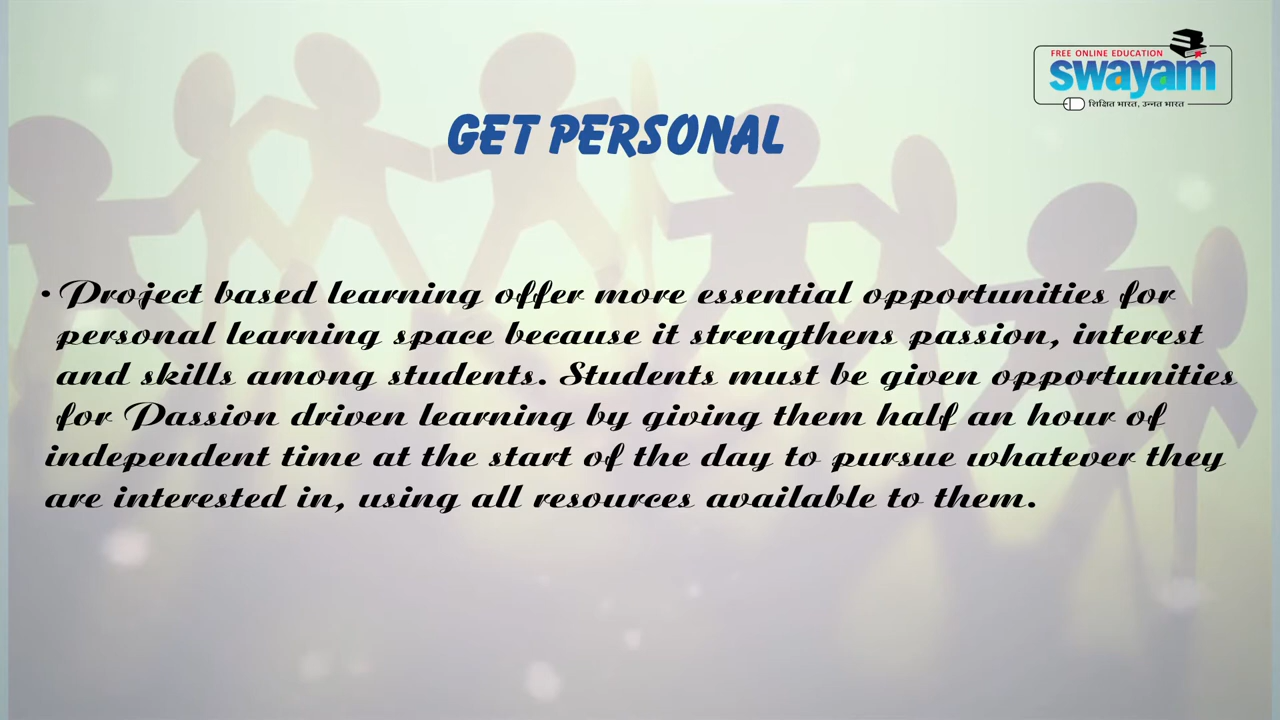 FREE ONLINE EDUCATION
swayam
शिक्षित भारत, उन्नत भारत
GET PERSONAL
• Project based learning offer more essential opportunities for
personal learning space because it strengthens passion, interest
and skills among students. Students must be given opportunities
for Passion driven learning by giving them half an hour of
independent time at the start of the day to pursue whatever they
are interested in, using all resources available to them.